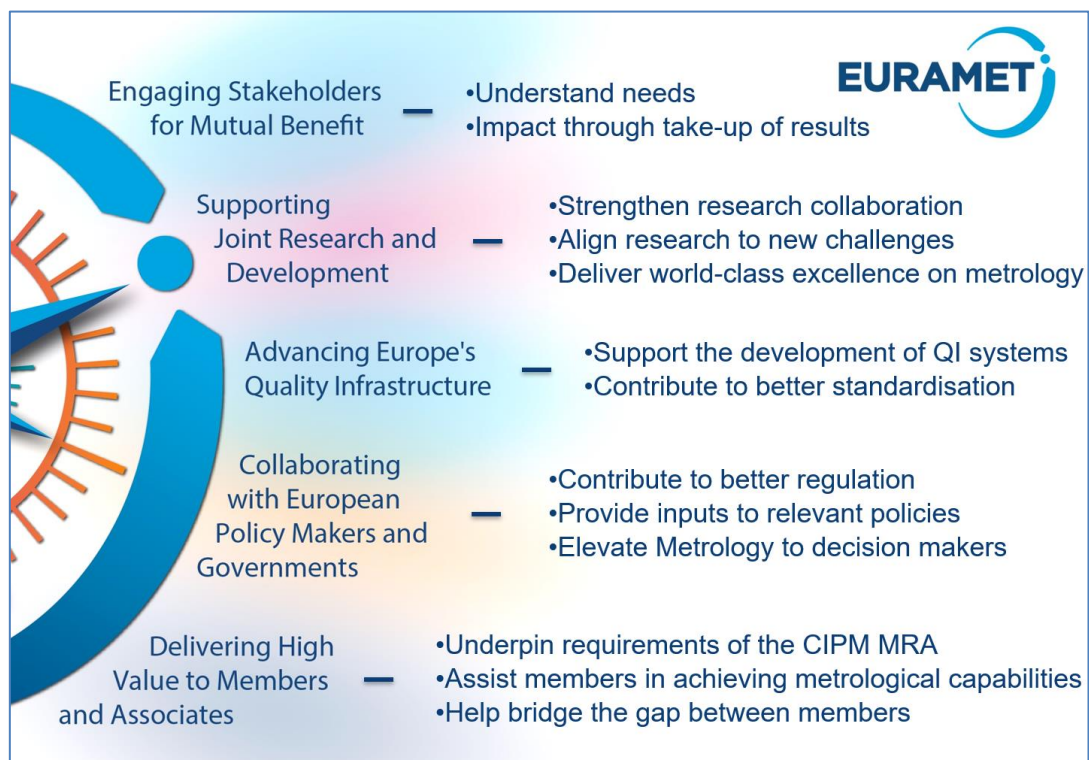 EURAMET
Engaging Stakeholders
for Mutual Benefit
•Understand needs
•Impact through take-up of results
Supporting
Joint Research and
Development
•Strengthen research collaboration
•Align research to new challenges
•Deliver world-class excellence on metrology
Advancing Europe's
Quality Infrastructure
•Support the development of QI systems
•Contribute to better standardisation
Collaborating
with European
Policy Makers and
Governments
•Contribute to better regulation
•Provide inputs to relevant policies
•Elevate Metrology to decision makers
Delivering High
Value to Members
and Associates
•Underpin requirements of the CIPM MRA
•Assist members in achieving metrological capabilities
•Help bridge the gap between members